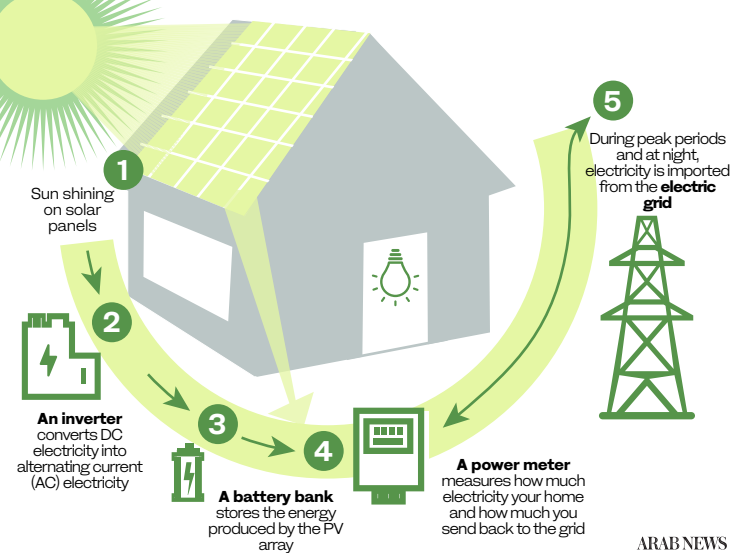 1
Sun shining
on solar
panels
2
An inverter
converts DC
electricity into
alternating current
(AC) electricity
3
A battery bank
stores the energy
produced by the PV
array
4
A power meter
measures how much
electricity your home
and how much you
send back to the grid
5
During peak periods
and at night,
electricity is imported
from the electric
grid
ARAB NEWS